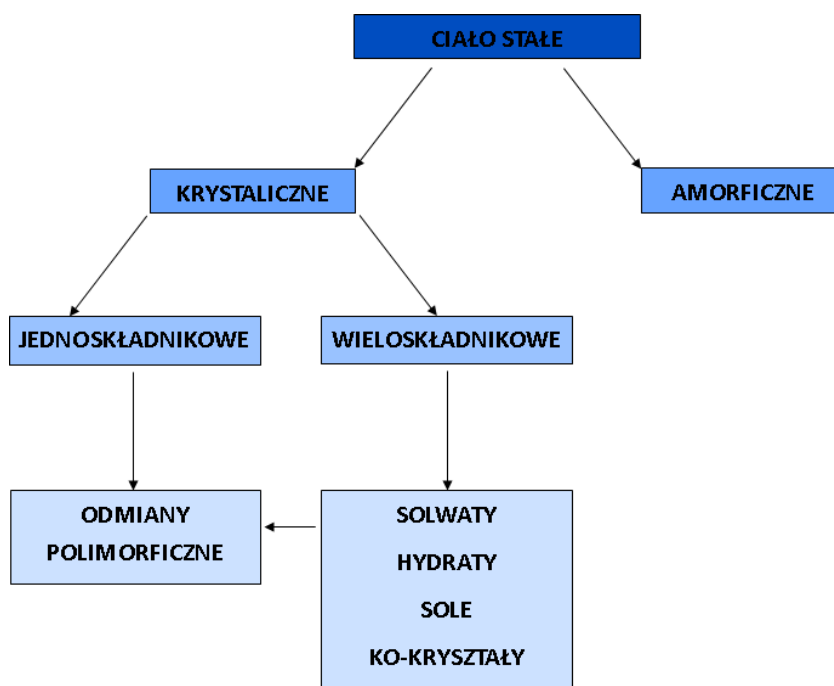 CIAŁO STAŁE
KRYSTALICZNE
AMORFICZNE
JEDNOSKŁADNIKOWE
WIELOSKŁADNIKOWE
ODMIANY
POLIMORFICZNE
SOLWATY
HYDRATY
SOLE
KO-KRYSZTAŁY